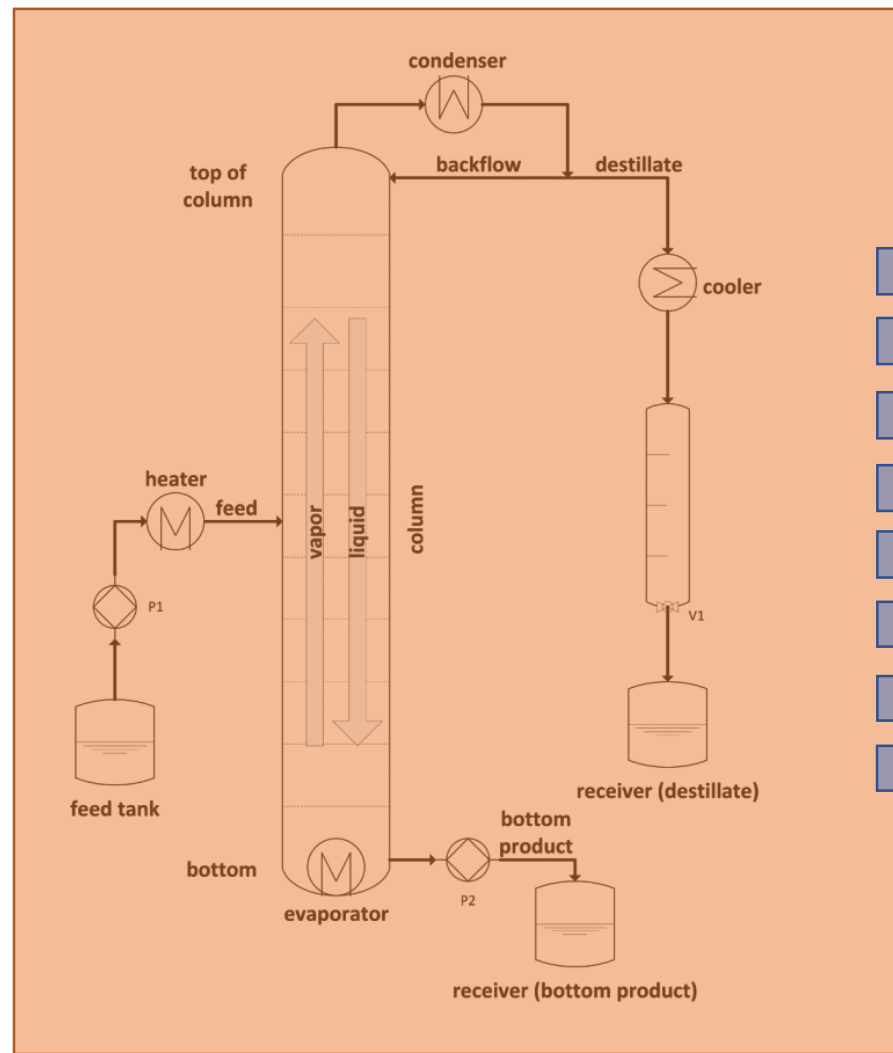 condenser
top of
column
backflow
destillate
cooler
heater
feed
vapor
liquid
column
P1
V1
feed tank
receiver (destillate)
bottom
product
bottom
P2
evaporator
receiver (bottom product)